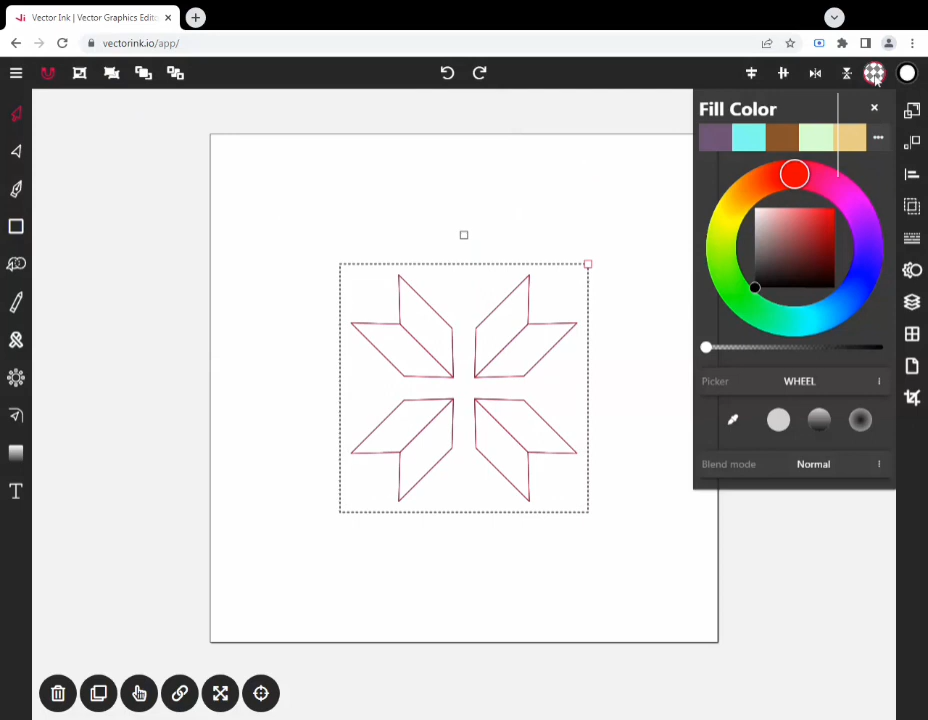 Vector Ink | Vector Graphics Edito
vectorink.io/app/
Fill Color
Picker WHEEL
Blend mode Normal